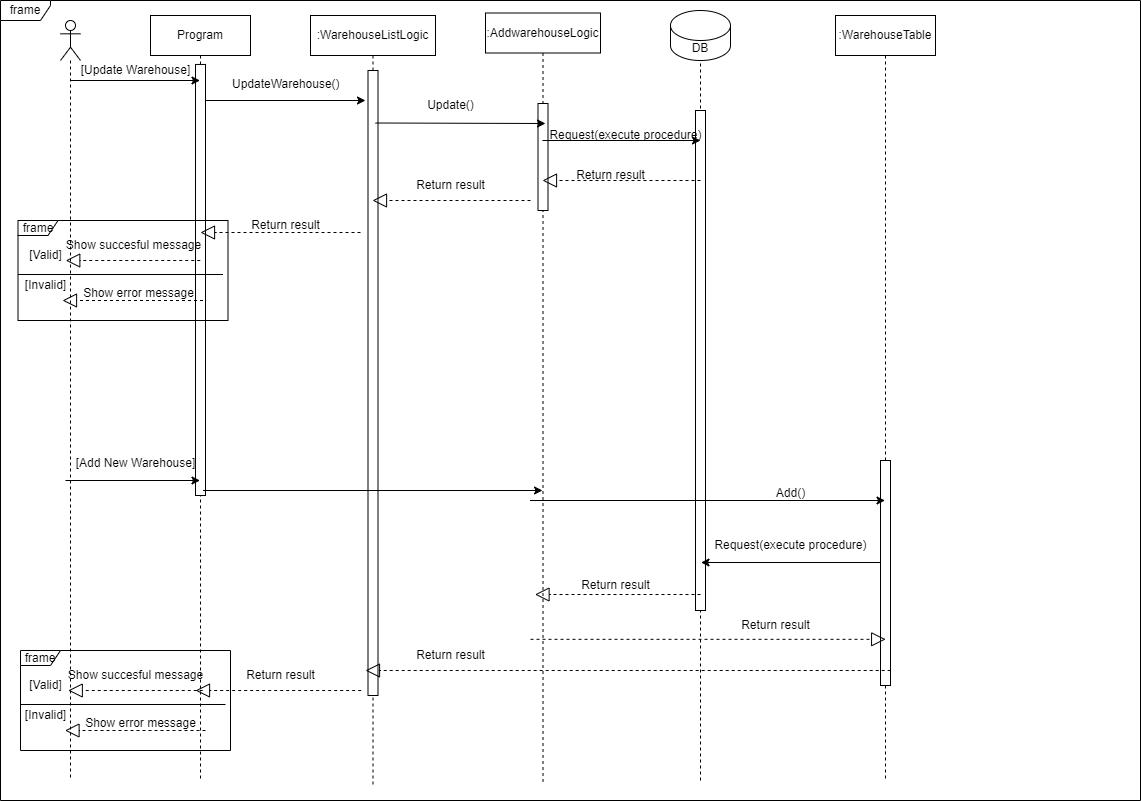 frame
Program
:WarehouseListLogic
:AddwarehouseLogic
DB
:WarehouseTable
[Update Warehouse]
UpdateWarehouse()
Update()
Request(execute procedure)
Return result
Return result
Return result
frame
Show succesful message
[Valid]
[Invalid]
Show error message
[Add New Warehouse]
Add()
Request(execute procedure)
Return result
Return result
Return result
frame
Show succesful message
Return result
[Valid]
[Invalid]
Show error message